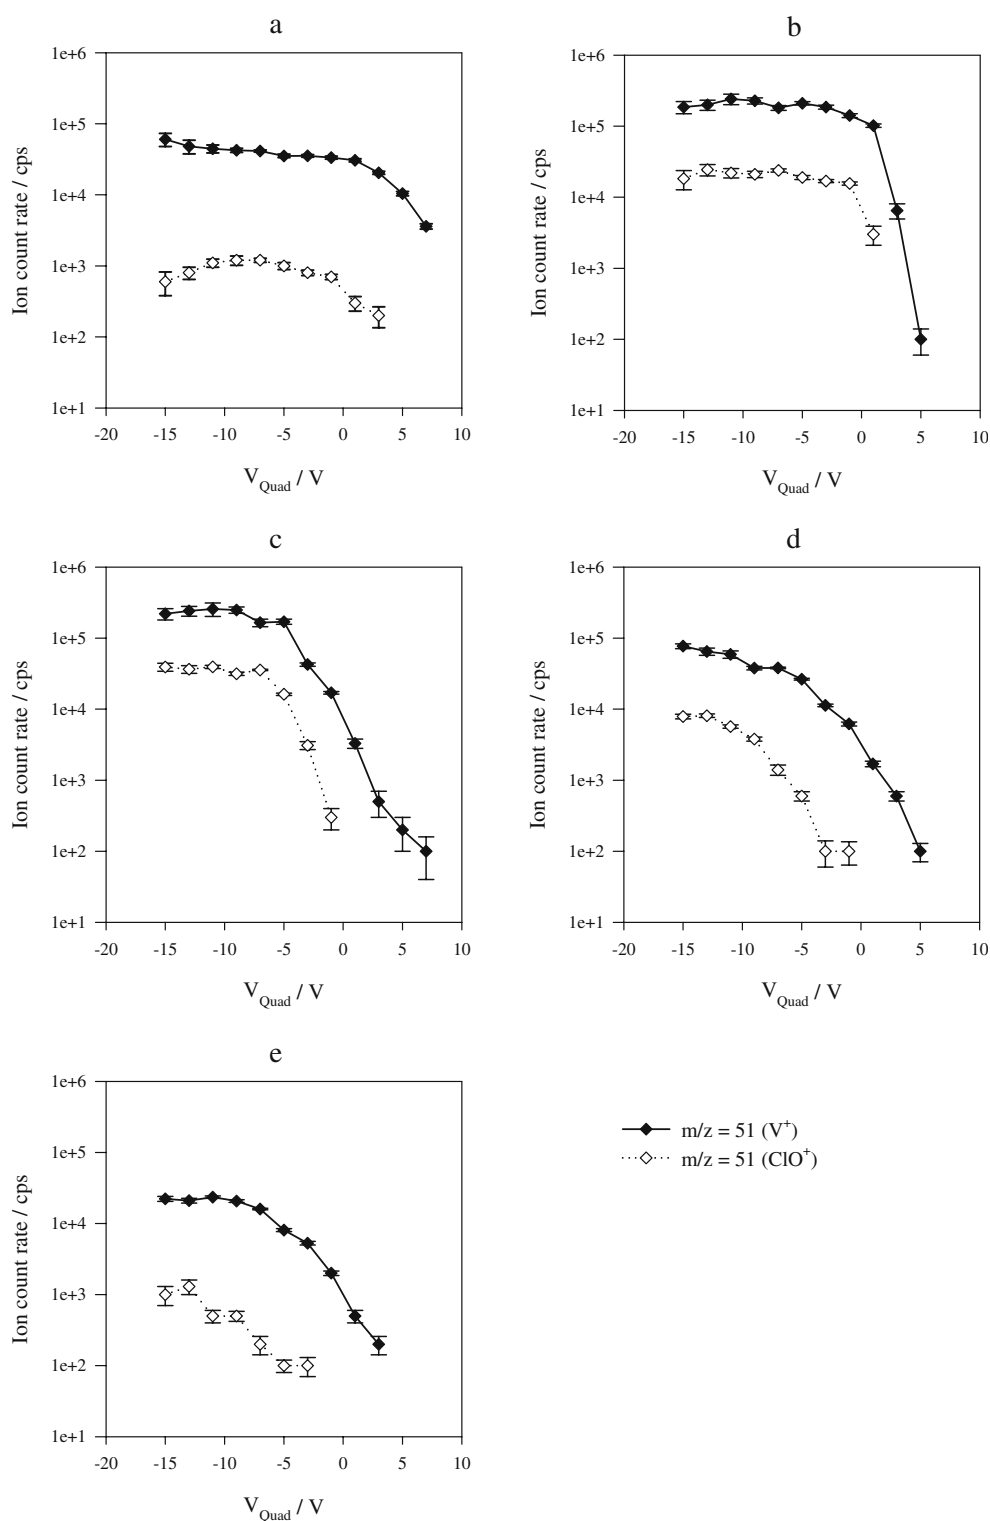 a
1e+6
1e+5
1e+4
1e+3
1e+2
1e+1
Ion count rate / cps
-20 -15 -10 -5 0 5 10
V_Quad / V
b
1e+6
1e+5
1e+4
1e+3
1e+2
1e+1
Ion count rate / cps
-20 -15 -10 -5 0 5 10
V_Quad / V
c
1e+6
1e+5
1e+4
1e+3
1e+2
1e+1
Ion count rate / cps
-20 -15 -10 -5 0 5 10
V_Quad / V
d
1e+6
1e+5
1e+4
1e+3
1e+2
1e+1
Ion count rate / cps
-20 -15 -10 -5 0 5 10
V_Quad / V
e
1e+6
1e+5
1e+4
1e+3
1e+2
1e+1
Ion count rate / cps
-20 -15 -10 -5 0 5 10
V_Quad / V
m/z = 51 (V⁺)
m/z = 51 (ClO⁺)